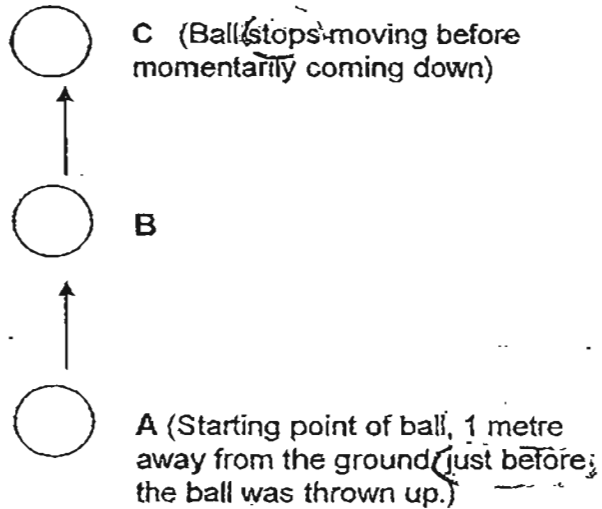 C (Ball stops moving before
momentarily coming down)
B
A (Starting point of ball, 1 metre
away from the ground, just before
the ball was thrown up.)